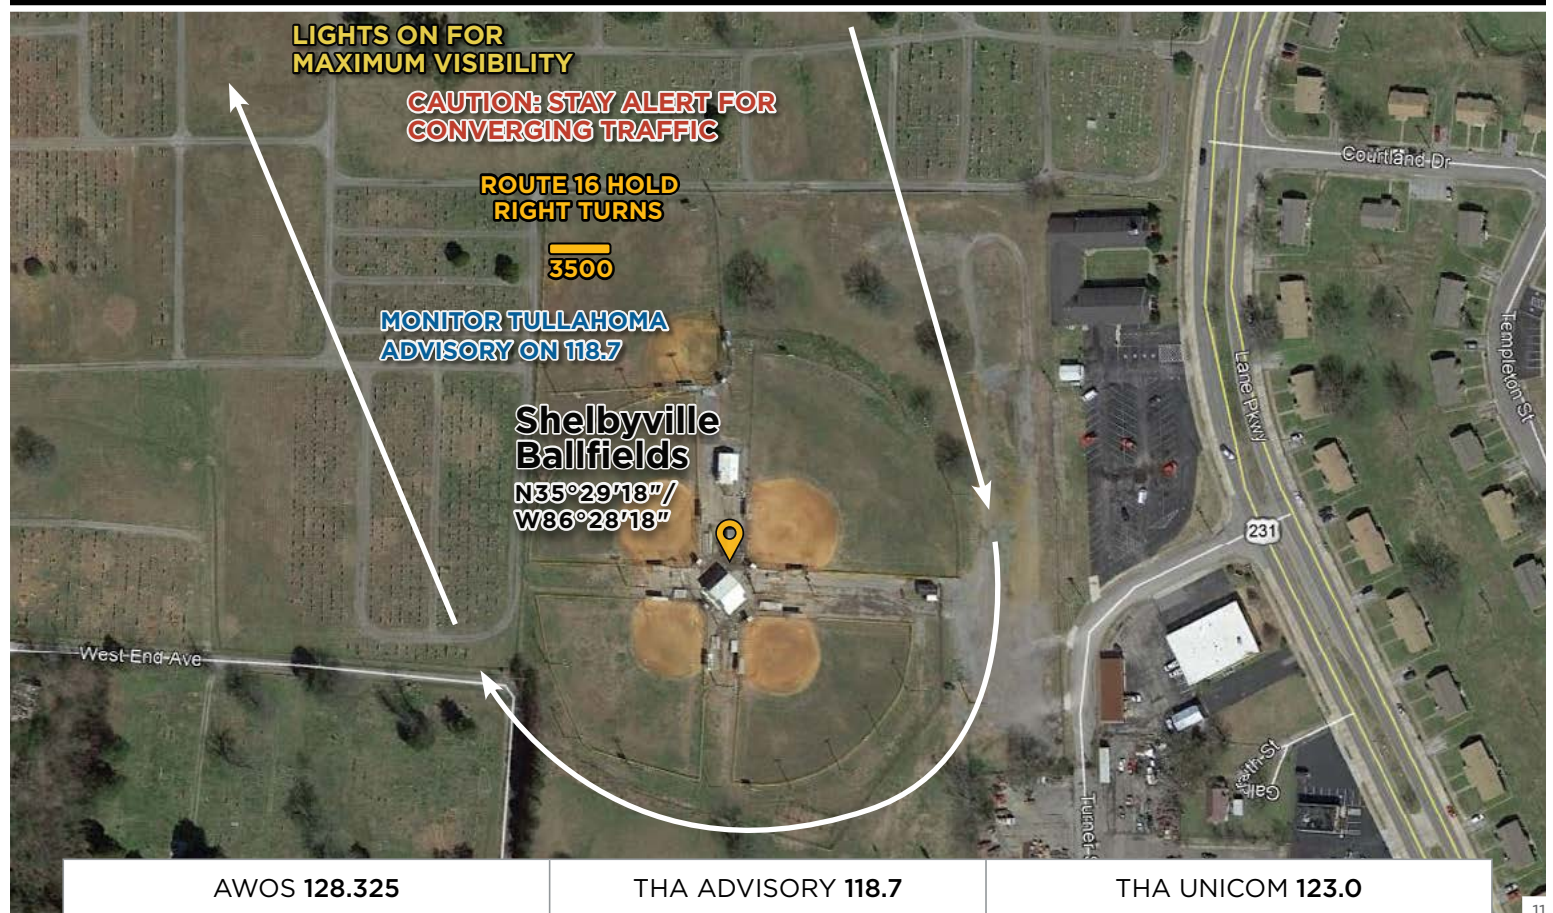 LIGHTS ON FOR
MAXIMUM VISIBILITY
CAUTION: STAY ALERT FOR
CONVERGING TRAFFIC
Courtland Dr
ROUTE 16 HOLD
RIGHT TURNS
3500
MONITOR TULLAHOMA
ADVISORY ON 118.7
Templeton St
Lane Pkwy
Shelbyville
Ballfields
N35°29'18"/
W86°28'18"
231
West End Ave
Turner S
AWOS 128.325
THA ADVISORY 118.7
THA UNICOM 123.0
11